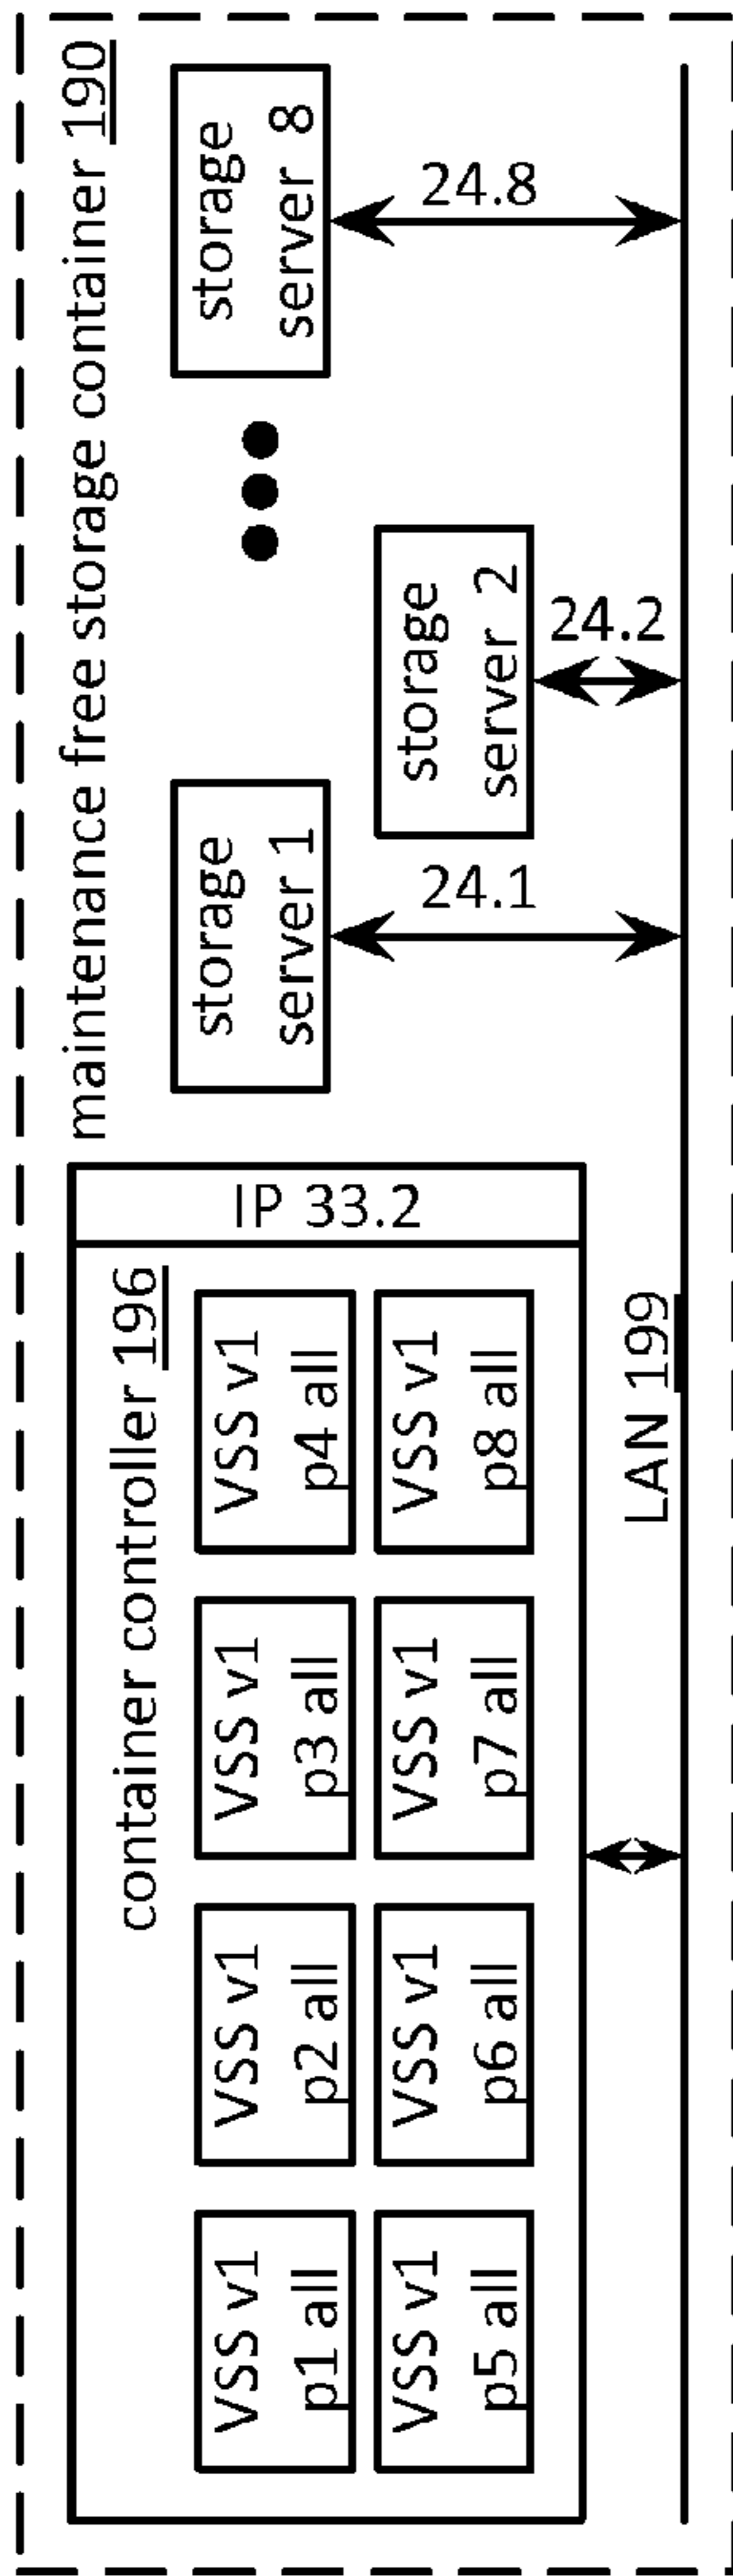 maintenance free storage container 190
container controller 196
IP 33.2
VSS v1
p1 all
VSS v1
p2 all
VSS v1
p3 all
VSS v1
p4 all
VSS v1
p5 all
VSS v1
p6 all
VSS v1
p7 all
VSS v1
p8 all
storage
server 1
storage
server 2
storage
server 8
24.1
24.2
24.8
LAN 199